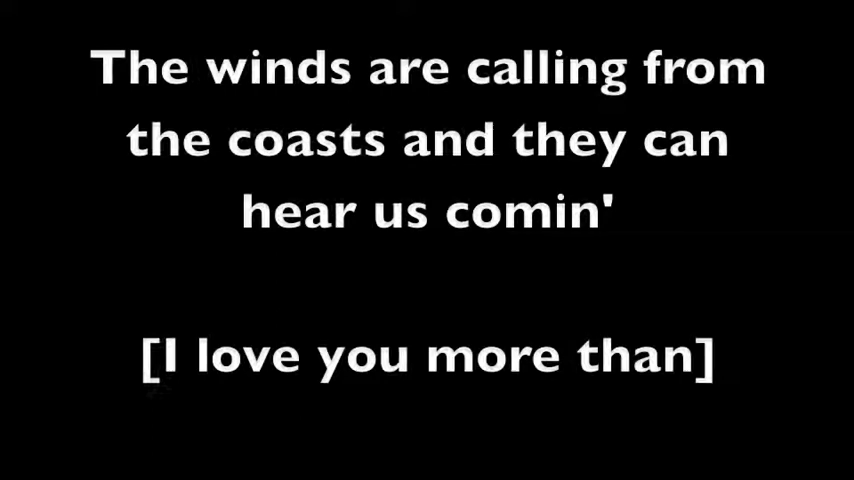 The winds are calling from
the coasts and they can
hear us comin'
[I love you more than]